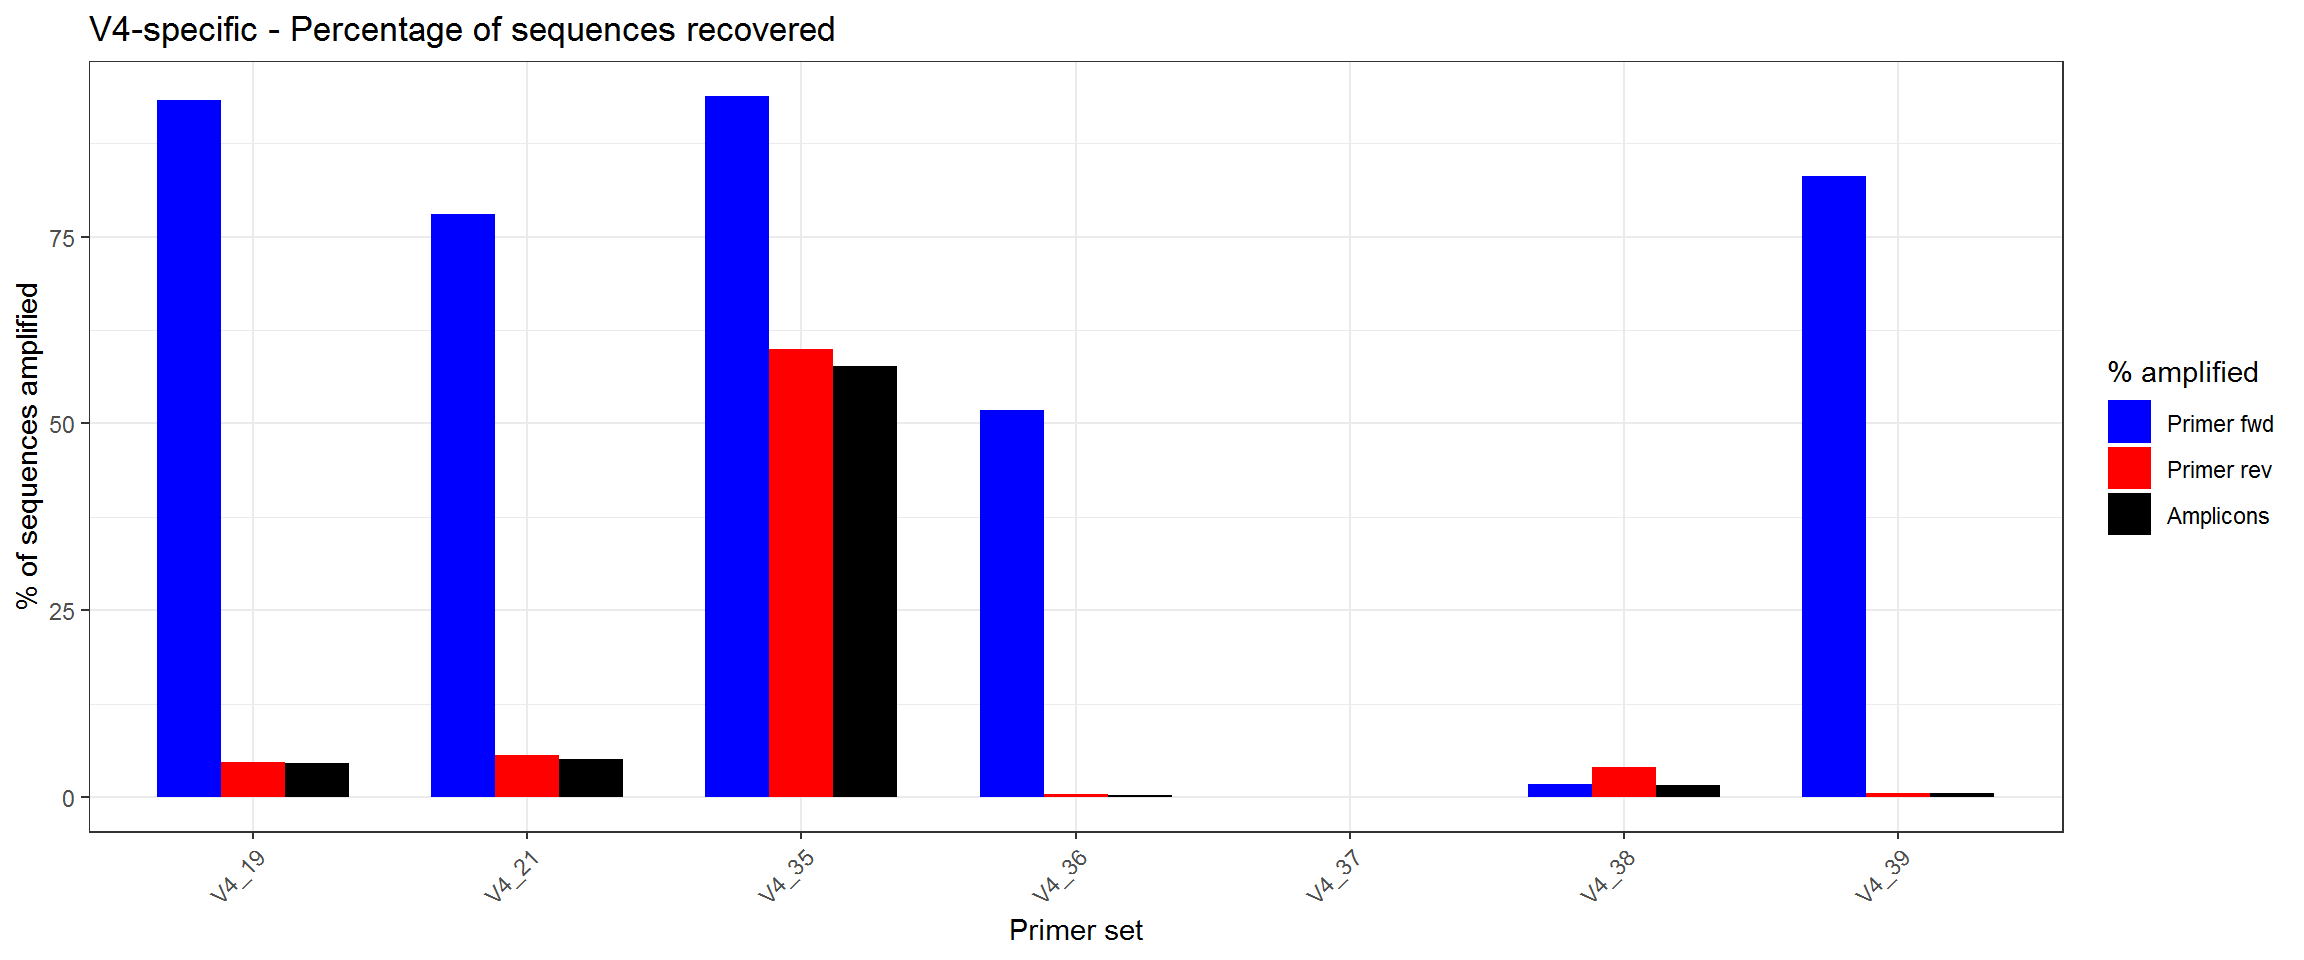 V4-specific - Percentage of sequences recovered
% of sequences amplified
75
50
25
0
V4_19
V4_21
V4_35
V4_36
V4_37
V4_38
V4_39
Primer set
% amplified
Primer fwd
Primer rev
Amplicons